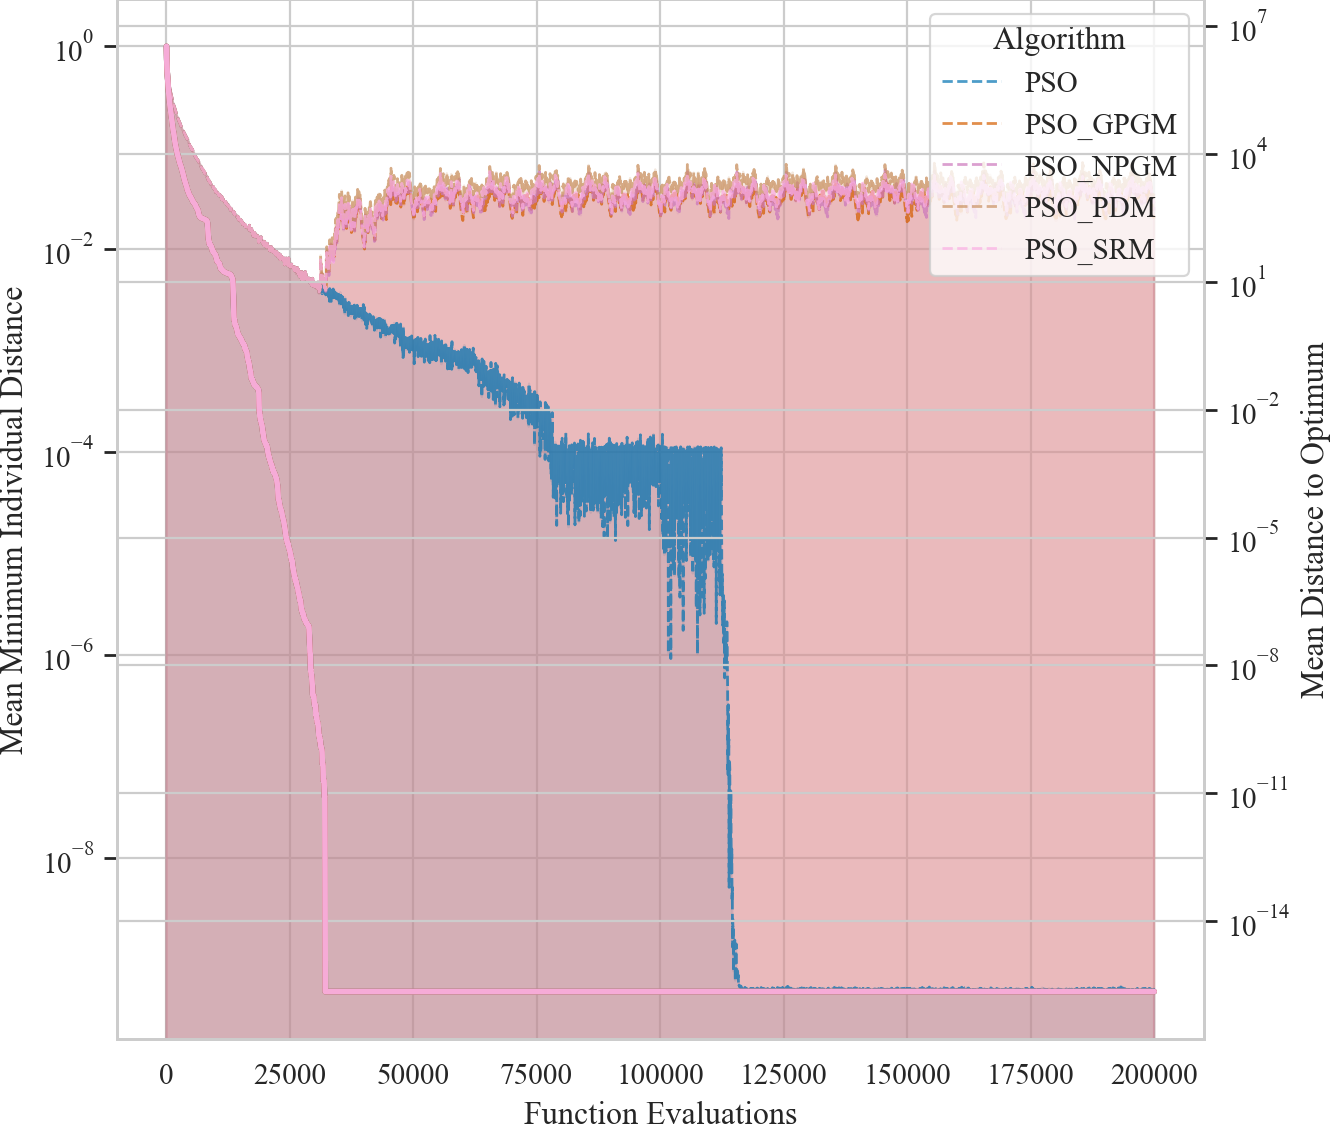 Mean Minimum Individual Distance
10^0
10^−2
10^−4
10^−6
10^−8
Algorithm
PSO
PSO_GPGM
PSO_NPGM
PSO_PDM
PSO_SRM
10^7
10^4
10^1
10^−2
10^−5
10^−8
10^−11
10^−14
Mean Distance to Optimum
0 25000 50000 75000 100000 125000 150000 175000 200000
Function Evaluations